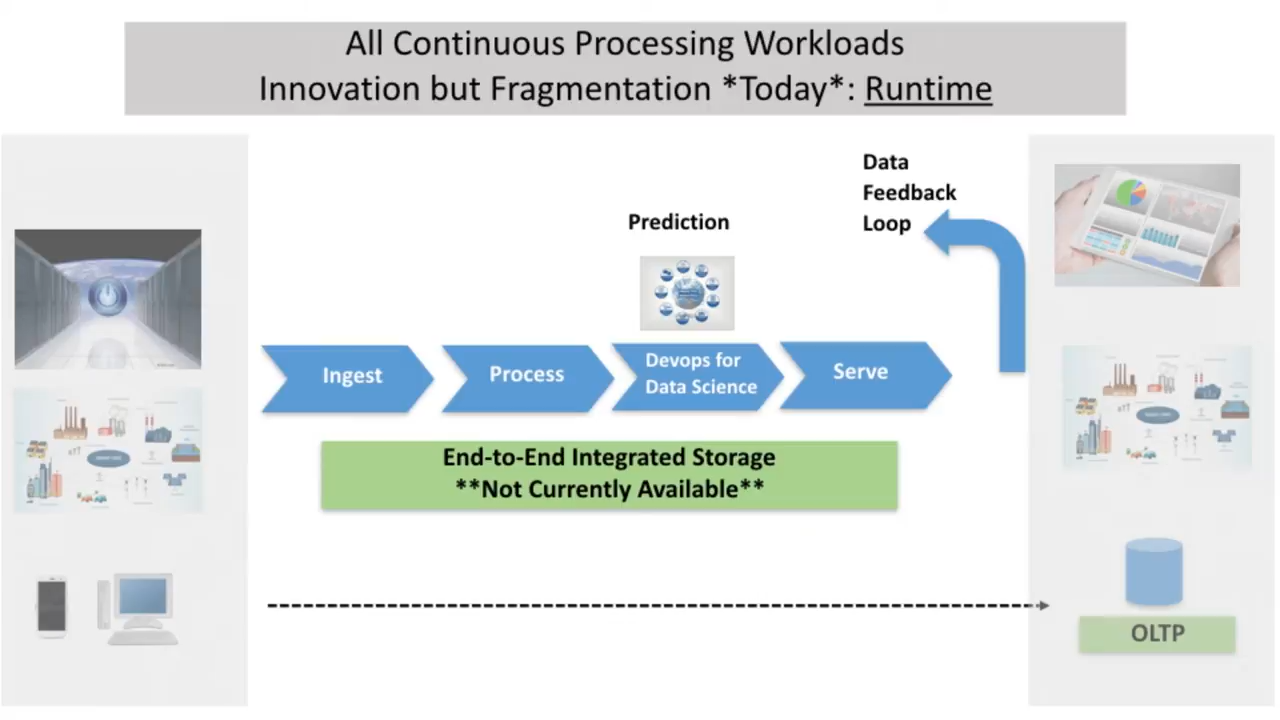 All Continuous Processing Workloads
Innovation but Fragmentation *Today*: Runtime
Data
Feedback
Loop
Prediction
Ingest
Process
Devops for
Data Science
Serve
End-to-End Integrated Storage
**Not Currently Available**
OLTP